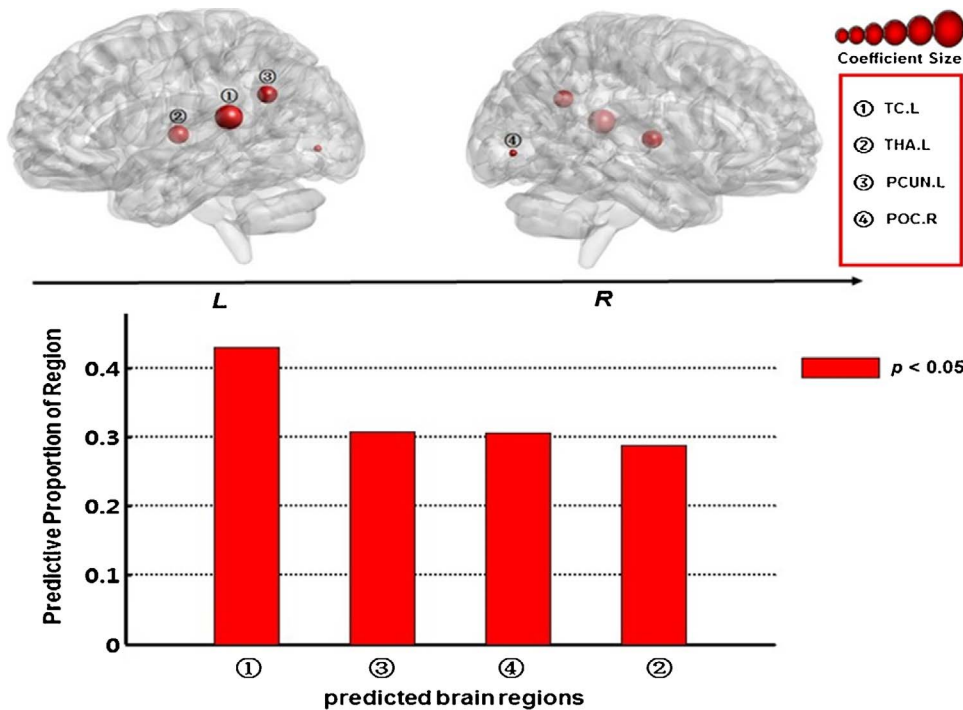 ③
①
②
④
Coefficient Size
① TC.L
② THA.L
③ PCUN.L
④ POC.R
L
R
Predictive Proportion of Region
0.4
0.3
0.2
0.1
0
p < 0.05
① ③ ④ ②
predicted brain regions